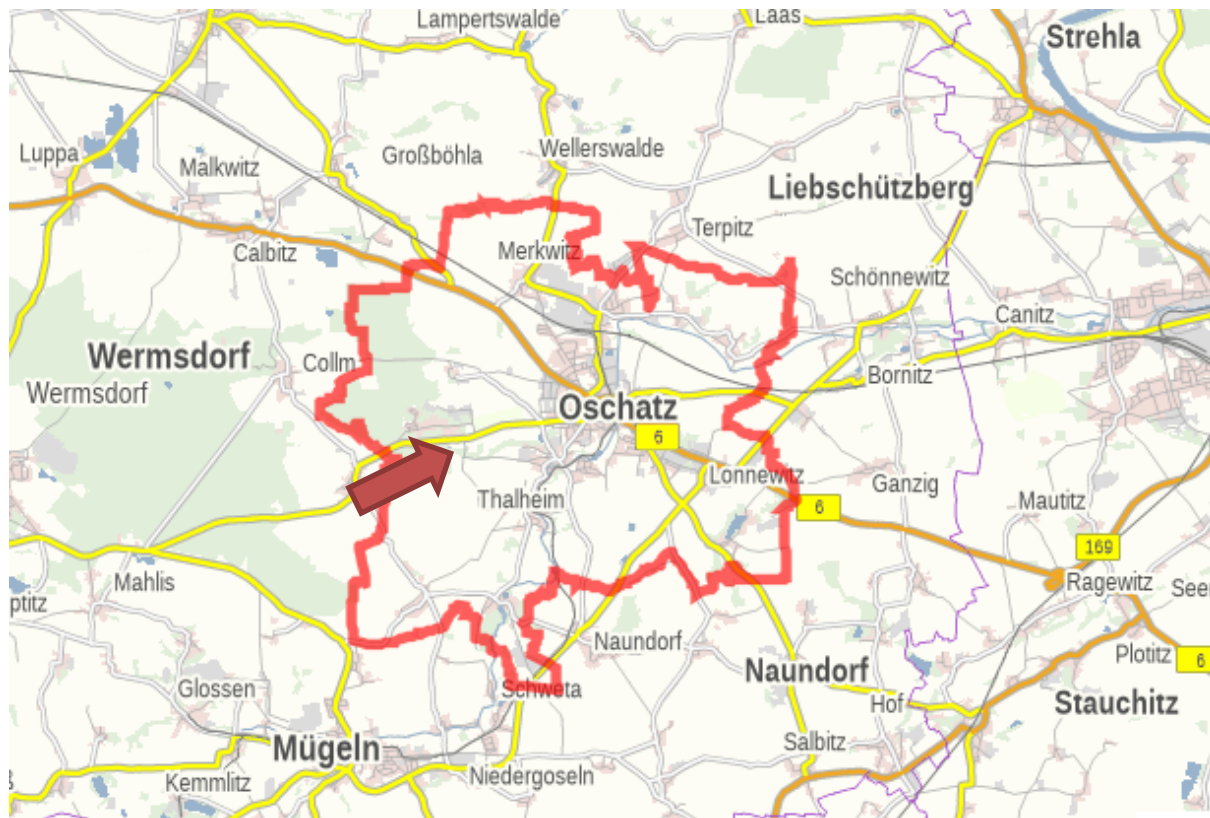 Lampertswalde
Laas
Strehla
Luppa
Malkwitz
Großböhla
Wellerswalde
Liebschützberg
Terpitz
Calbitz
Merkwitz
Schönnewitz
Canitz
Wermsdorf
Collm
Wermsdorf
Bornitz
Oschatz
6
Lonnewitz
Thalheim
Ganzig
6
Mautitz
169
Mahlis
Ragewitz
ptitz
See
Naundorf
Plotitz
6
Naundorf
Glossen
Schweta
Hof
Stauchitz
Mügeln
Salbitz
Kemmlitz
Niedergoseln